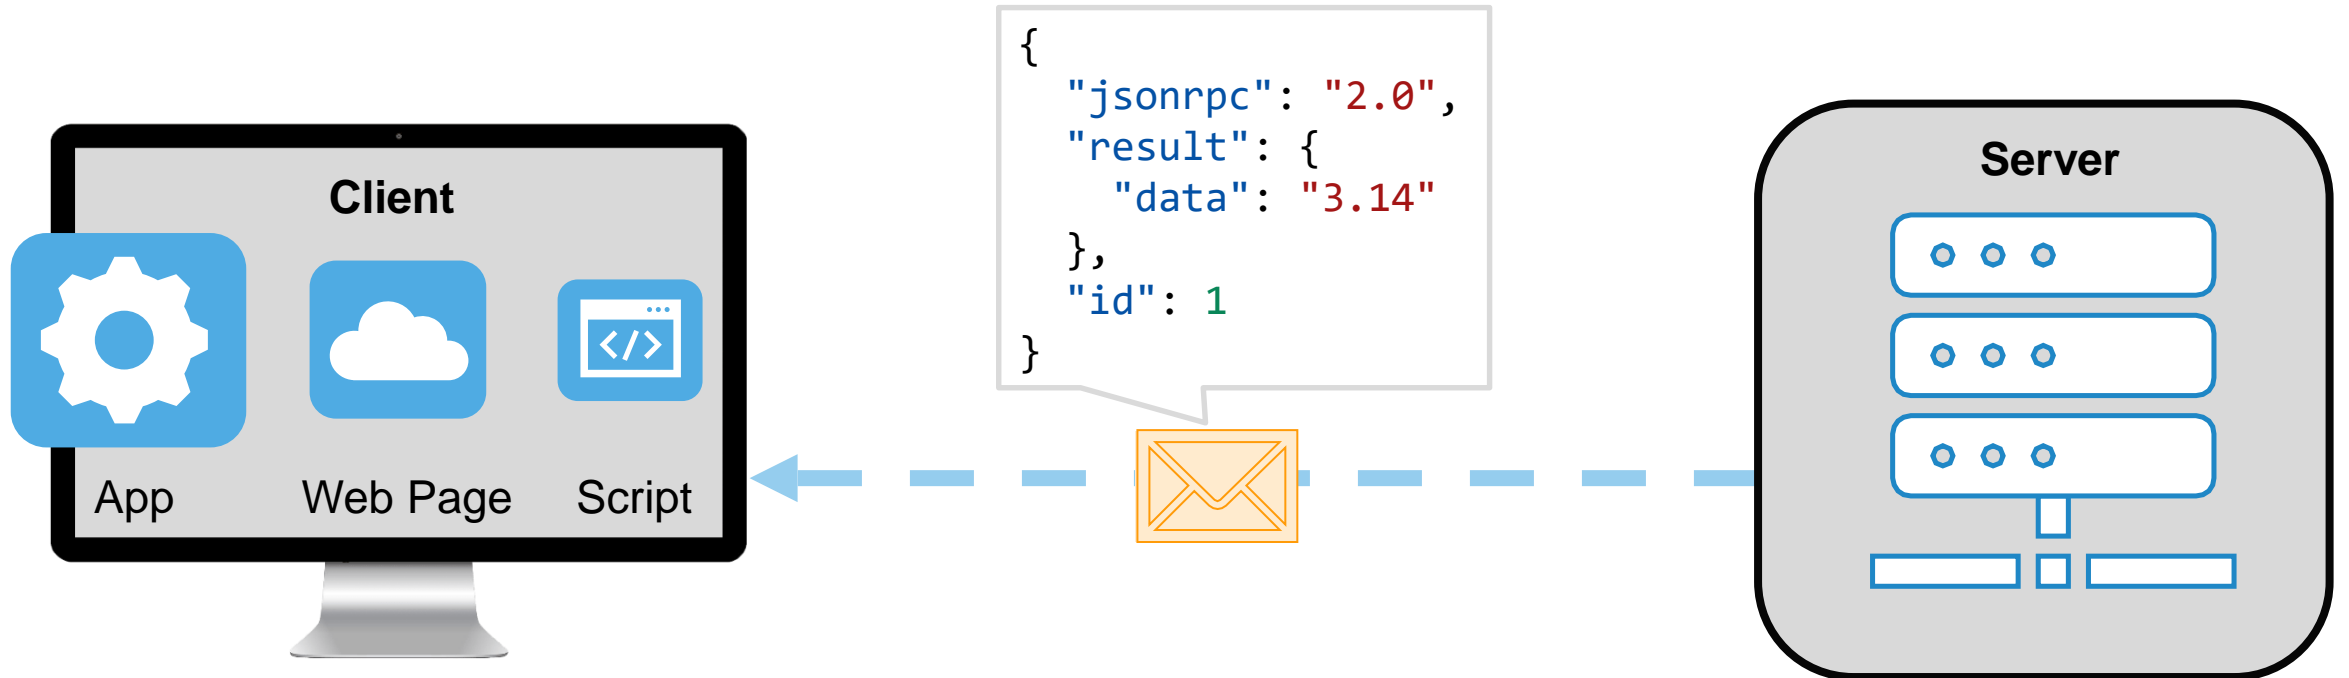 Client
App
Web Page
Script
{
  "jsonrpc": "2.0",
  "result": {
    "data": "3.14"
  },
  "id": 1
}
Server